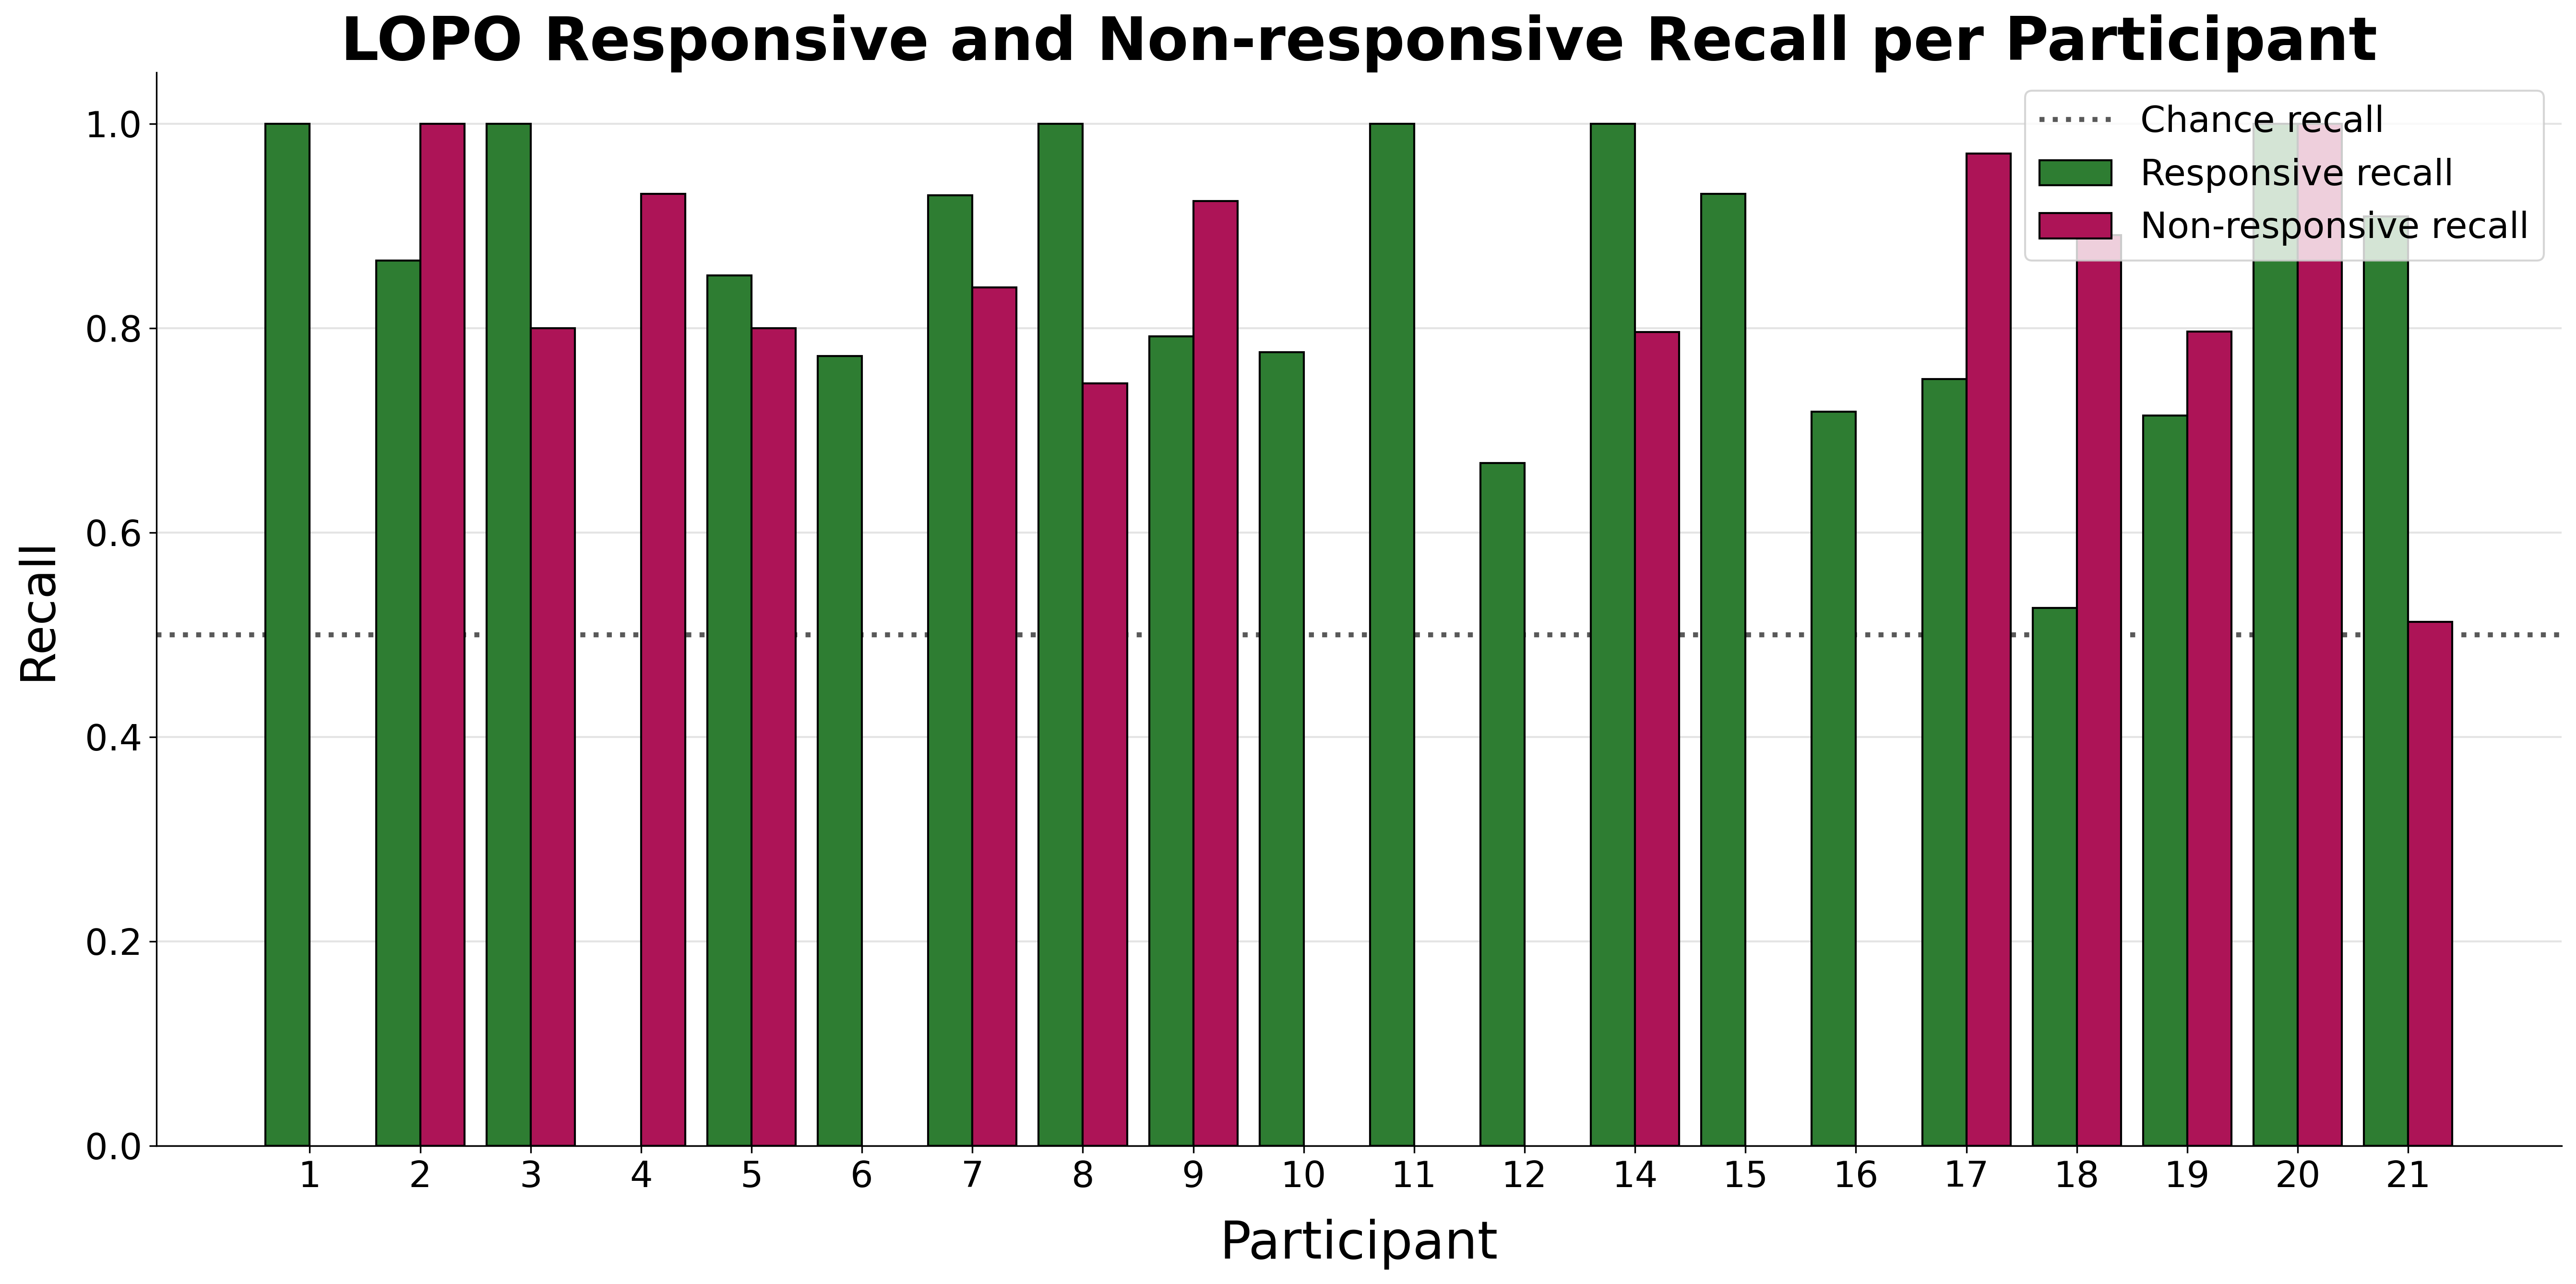 LOPO Responsive and Non-responsive Recall per Participant
Chance recall
Responsive recall
Non-responsive recall
1.0
0.8
0.6
0.4
0.2
0.0
Recall
1 2 3 4 5 6 7 8 9 10 11 12 14 15 16 17 18 19 20 21
Participant